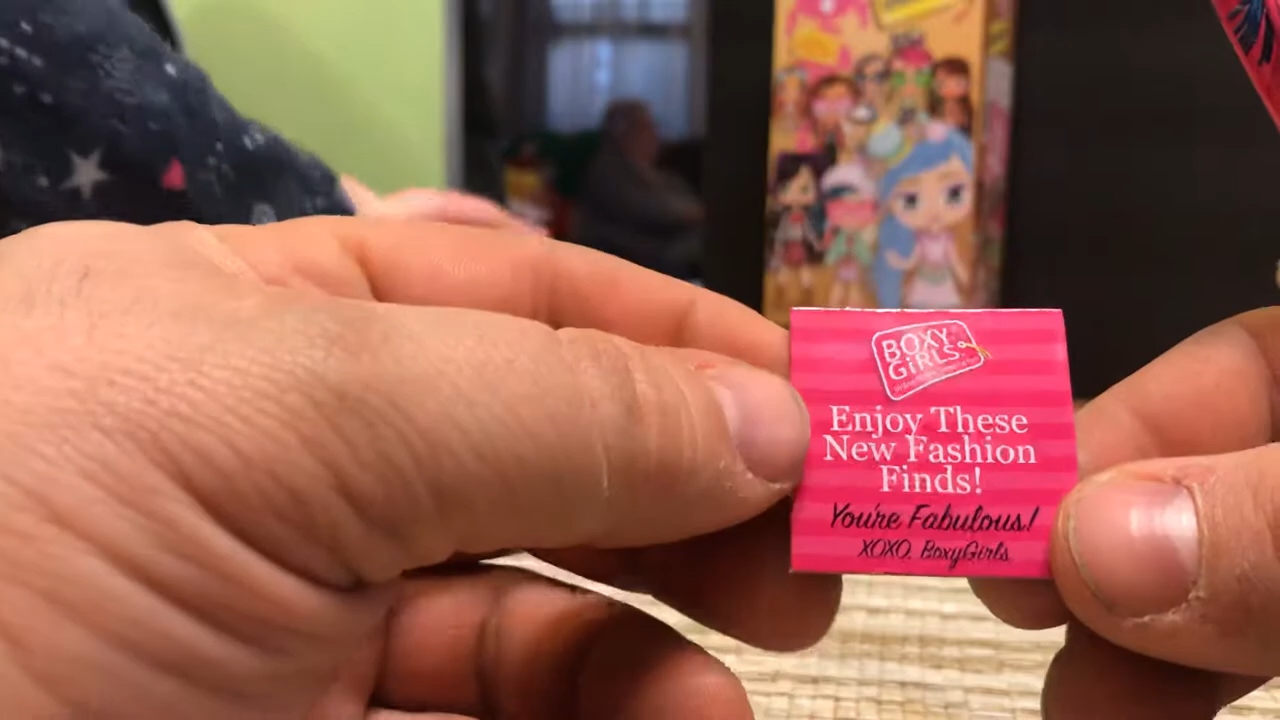 BOXY
GiRLS
Enjoy These
New Fashion
Finds!
You're Fabulous!
XOXO, BoxyGirls